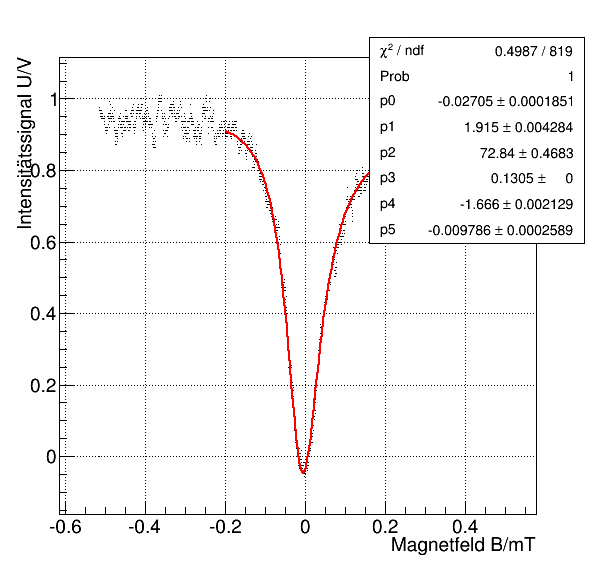 χ² / ndf 0.4987 / 819
Prob 1
p0 -0.02705 ± 0.0001851
p1 1.915 ± 0.004284
p2 72.84 ± 0.4683
p3 0.1305 ± 0
p4 -1.666 ± 0.002129
p5 -0.009786 ± 0.0002589
Intensitätssignal U/V
1
0.8
0.6
0.4
0.2
0
-0.6 -0.4 -0.2 0 0.2 0.4
Magnetfeld B/mT